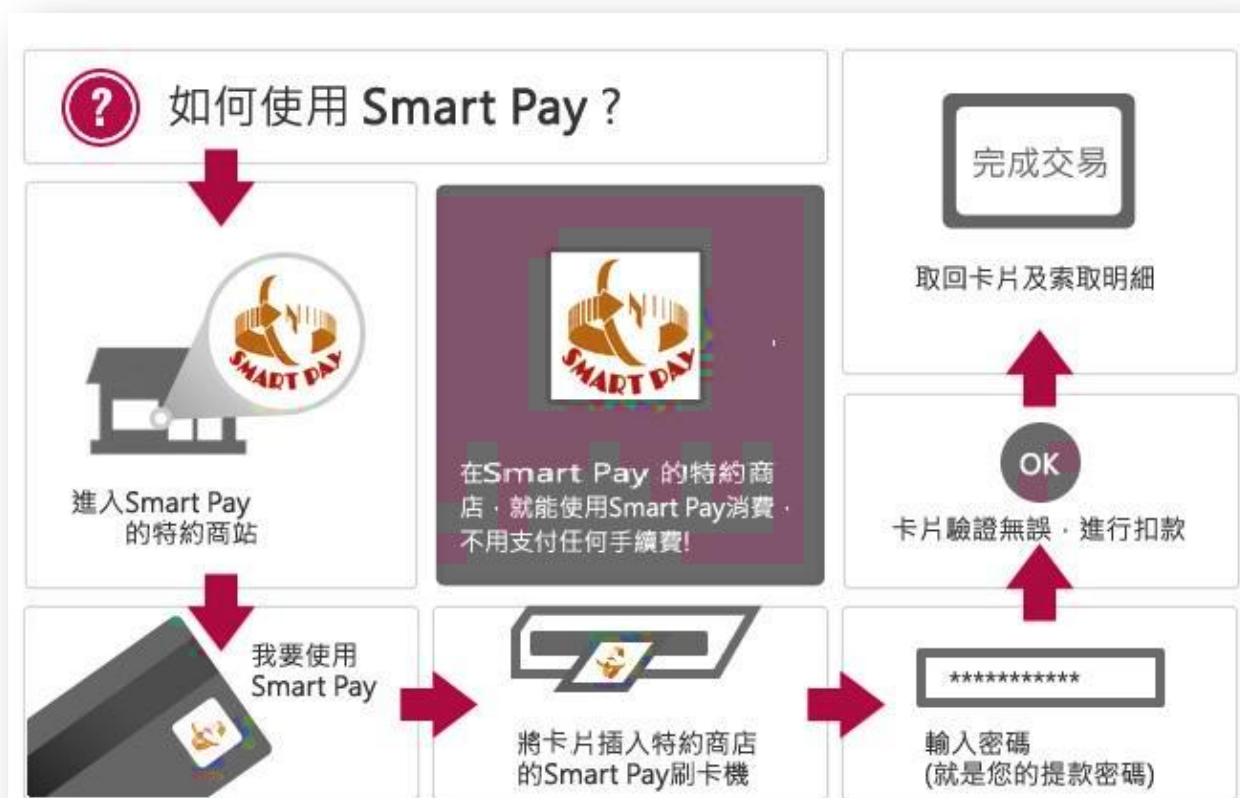 ?
如何使用 Smart Pay？
SMART PAY
進入Smart Pay
的特約商站
SMART PAY
在Smart Pay 的特約商
店，就能使用Smart Pay消費，
不用支付任何手續費!
我要使用
Smart Pay
將卡片插入特約商店
的Smart Pay刷卡機
***********
輸入密碼
(就是您的提款密碼)
OK
卡片驗證無誤，進行扣款
完成交易
取回卡片及索取明細